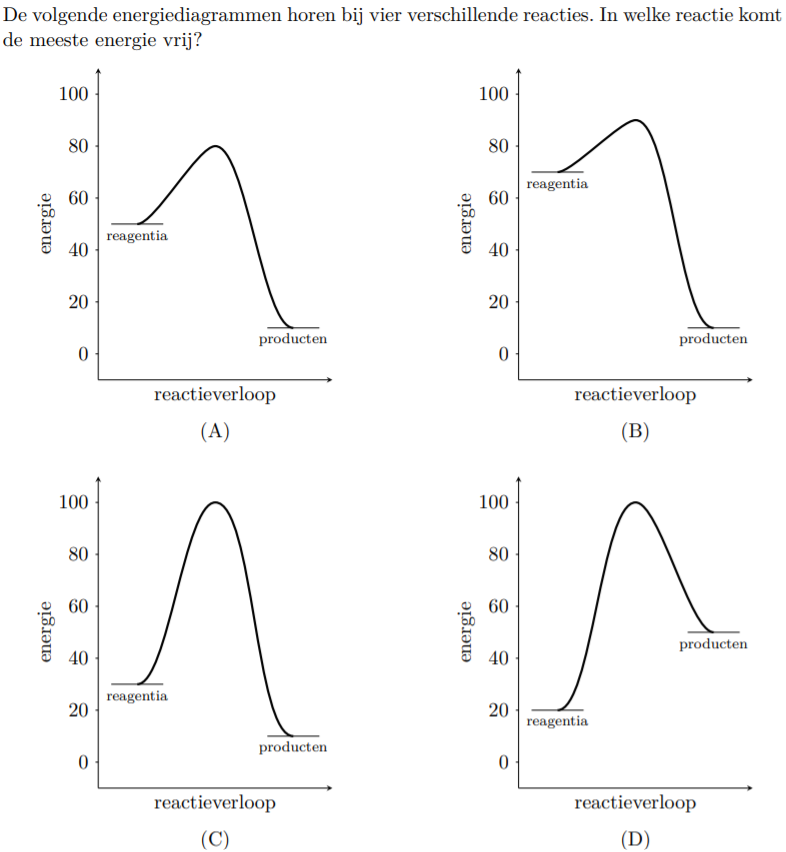 De volgende energiediagrammen horen bij vier verschillende reacties. In welke reactie komt
de meeste energie vrij?
100
80
60
40
20
0
energie
reagentia
producten
reactieverloop
(A)
100
80
60
40
20
0
energie
reagentia
producten
reactieverloop
(B)
100
80
60
40
20
0
energie
reagentia
producten
reactieverloop
(C)
100
80
60
40
20
0
energie
producten
reagentia
reactieverloop
(D)